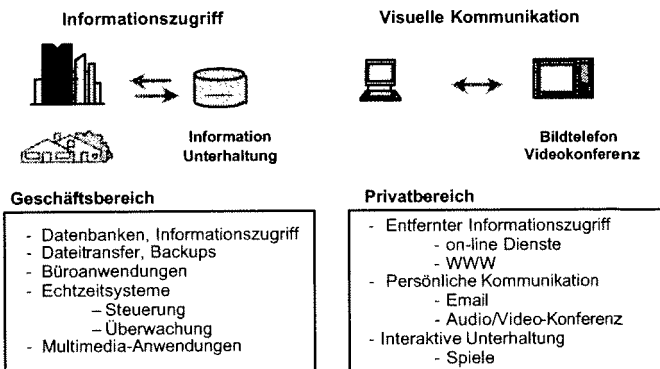 Informationszugriff
Visuelle Kommunikation
Information
Unterhaltung
Bildtelefon
Videokonferenz
Geschäftsbereich
- Datenbanken, Informationszugriff
- Dateitransfer, Backups
- Büroanwendungen
- Echtzeitsysteme
– Steuerung
– Überwachung
- Multimedia-Anwendungen
Privatbereich
- Entfernter Informationszugriff
- on-line Dienste
- WWW
- Persönliche Kommunikation
- Email
- Audio/Video-Konferenz
- Interaktive Unterhaltung
- Spiele